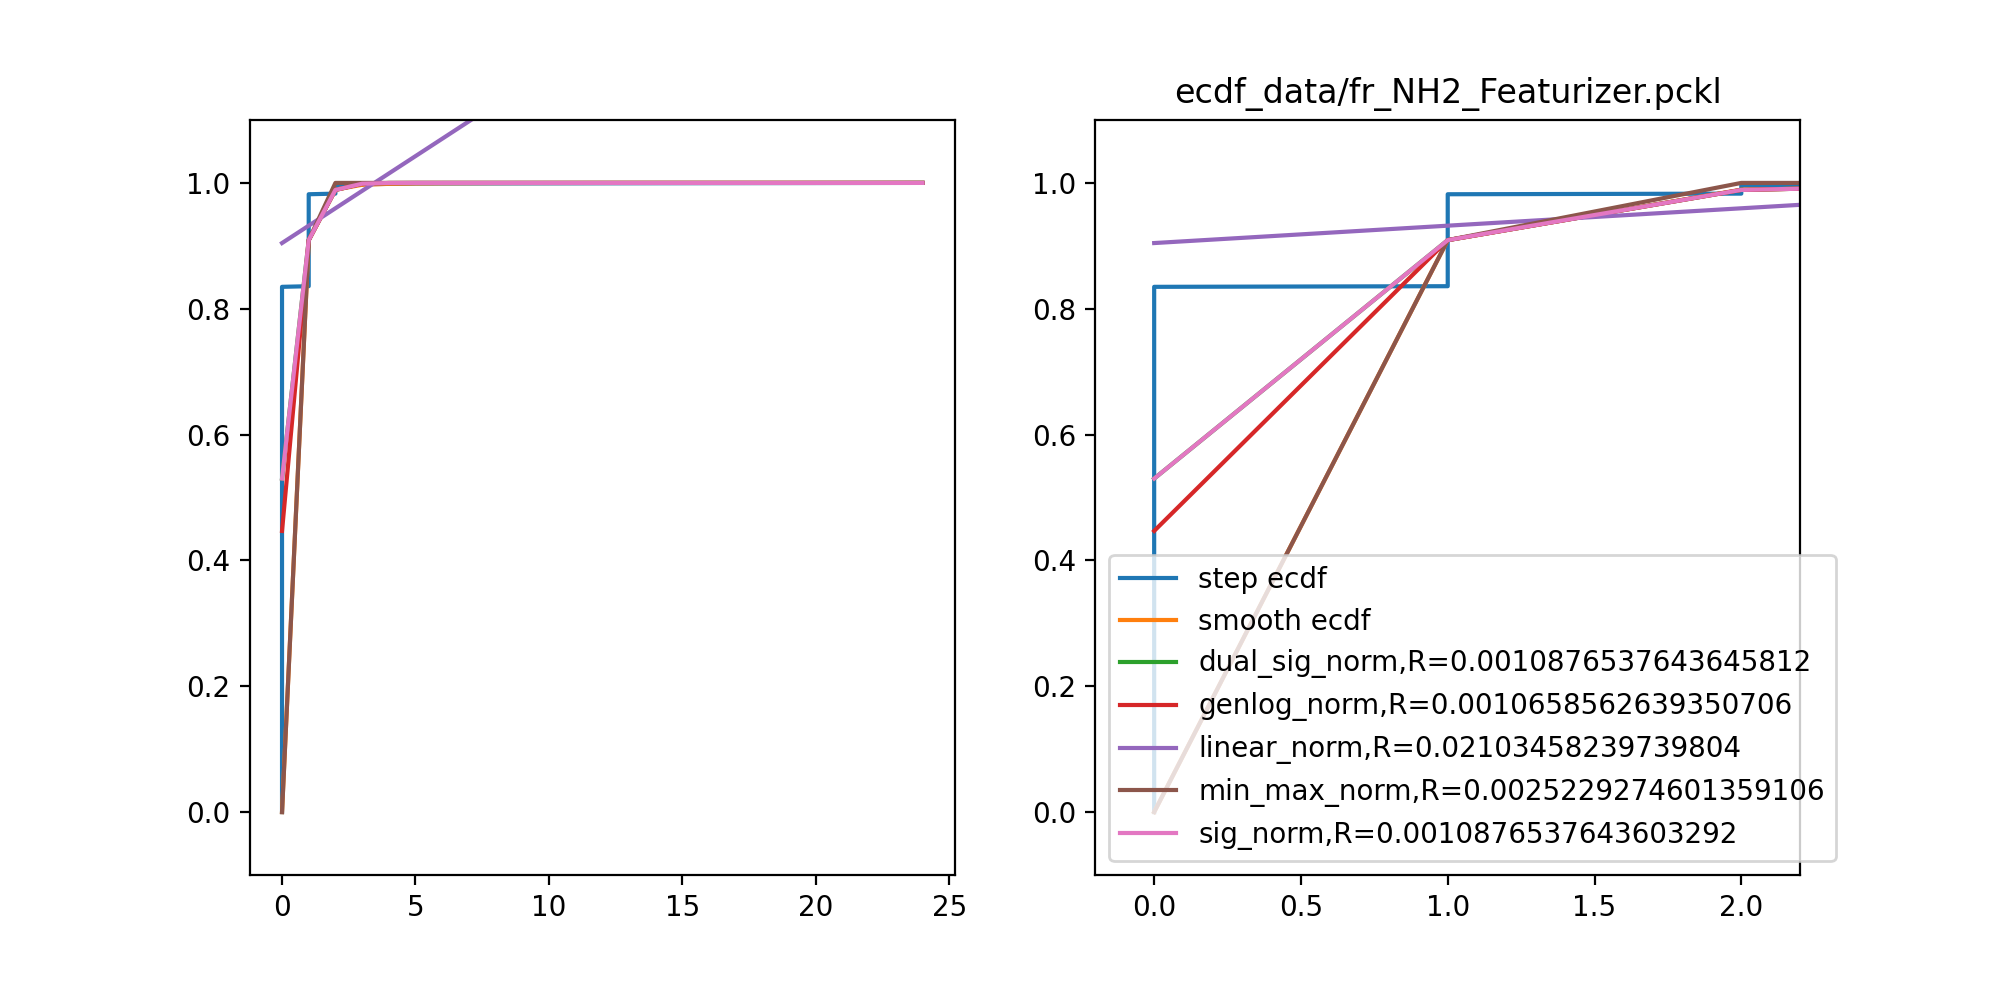 ecdf_data/fr_NH2_Featurizer.pckl
1.0
0.8
0.6
0.4
0.2
0.0
0 5 10 15 20 25
1.0
0.8
0.6
0.4
0.2
0.0
0.0 0.5 1.0 1.5 2.0
step ecdf
smooth ecdf
dual_sig_norm,R=0.0010876537643645812
genlog_norm,R=0.0010658562639350706
linear_norm,R=0.02103458239739804
min_max_norm,R=0.0025229274601359106
sig_norm,R=0.0010876537643603292